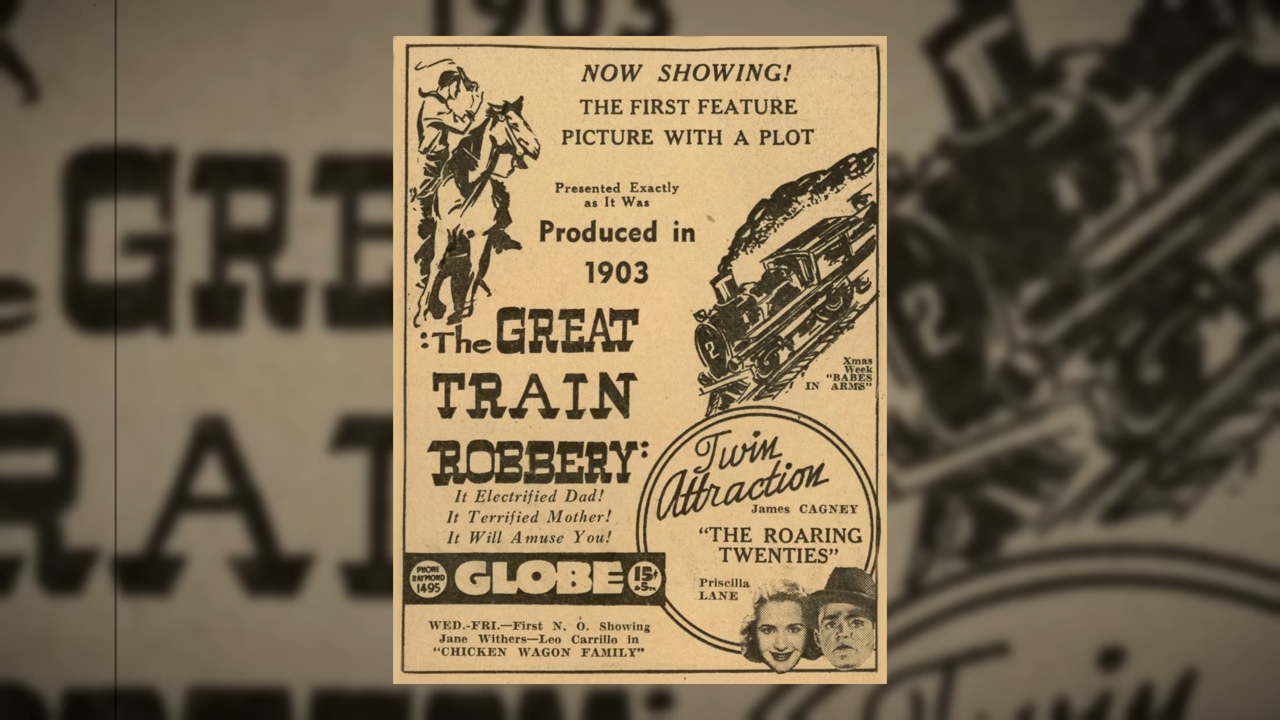 NOW SHOWING!
THE FIRST FEATURE
PICTURE WITH A PLOT
Presented Exactly
as It Was
Produced in
1903
:The GREAT
TRAIN
ROBBERY:
It Electrified Dad!
It Terrified Mother!
It Will Amuse You!
2
Xmas
Week
"BABES
IN ARMS"
Twin
Attraction
James CAGNEY
"THE ROARING
TWENTIES"
Priscilla
LANE
PHONE
RAYMOND
1495
GLOBE
15¢
WED.-FRI.—First N. O. Showing
Jane Withers—Leo Carrillo in
"CHICKEN WAGON FAMILY"